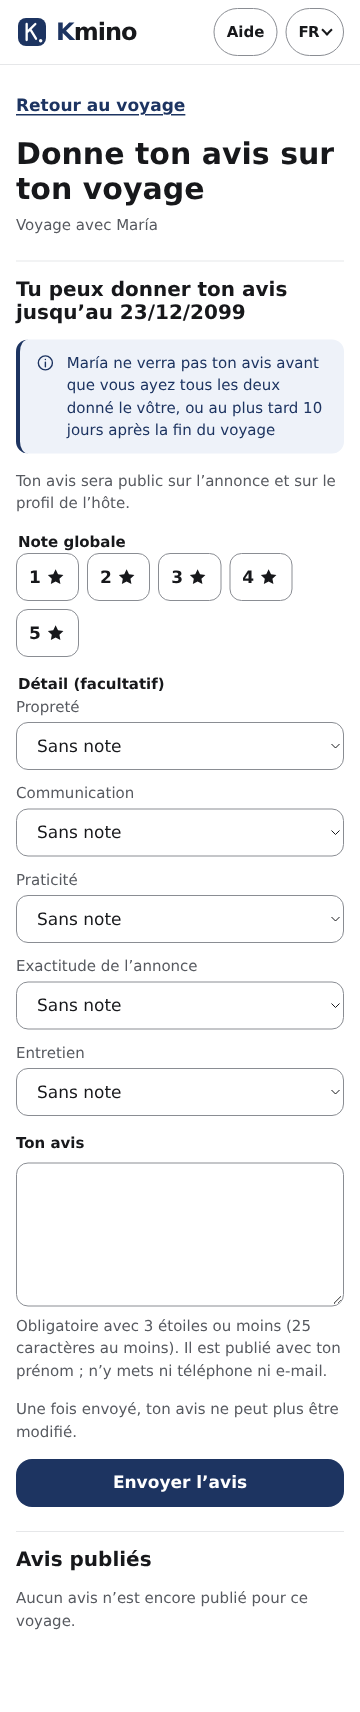 K. Kmino
Aide
FR
Retour au voyage
Donne ton avis sur
ton voyage
Voyage avec María
Tu peux donner ton avis
jusqu’au 23/12/2099
María ne verra pas ton avis avant
que vous ayez tous les deux
donné le vôtre, ou au plus tard 10
jours après la fin du voyage
Ton avis sera public sur l’annonce et sur le
profil de l’hôte.
Note globale
1 ★ 2 ★ 3 ★ 4 ★
5 ★
Détail (facultatif)
Propreté
Sans note
Communication
Sans note
Praticité
Sans note
Exactitude de l’annonce
Sans note
Entretien
Sans note
Ton avis
Obligatoire avec 3 étoiles ou moins (25
caractères au moins). Il est publié avec ton
prénom ; n’y mets ni téléphone ni e-mail.
Une fois envoyé, ton avis ne peut plus être
modifié.
Envoyer l’avis
Avis publiés
Aucun avis n’est encore publié pour ce
voyage.